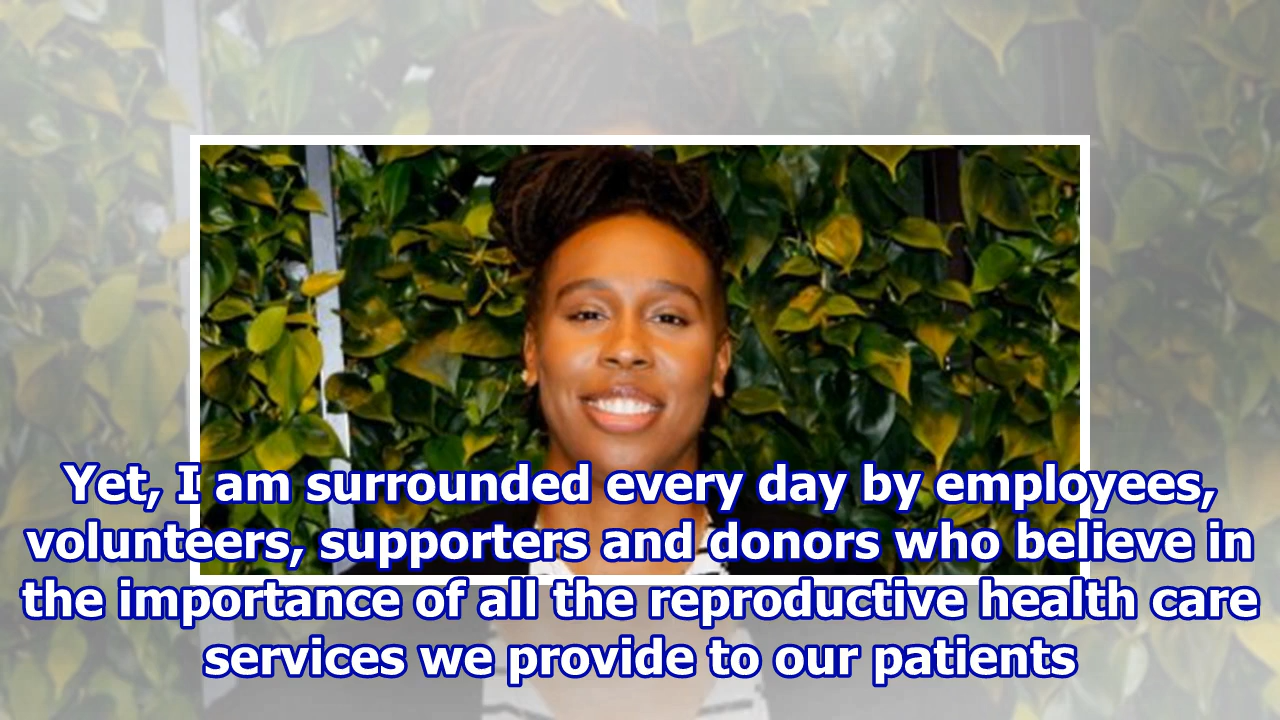 Yet, I am surrounded every day by employees,
volunteers, supporters and donors who believe in
the importance of all the reproductive health care
services we provide to our patients